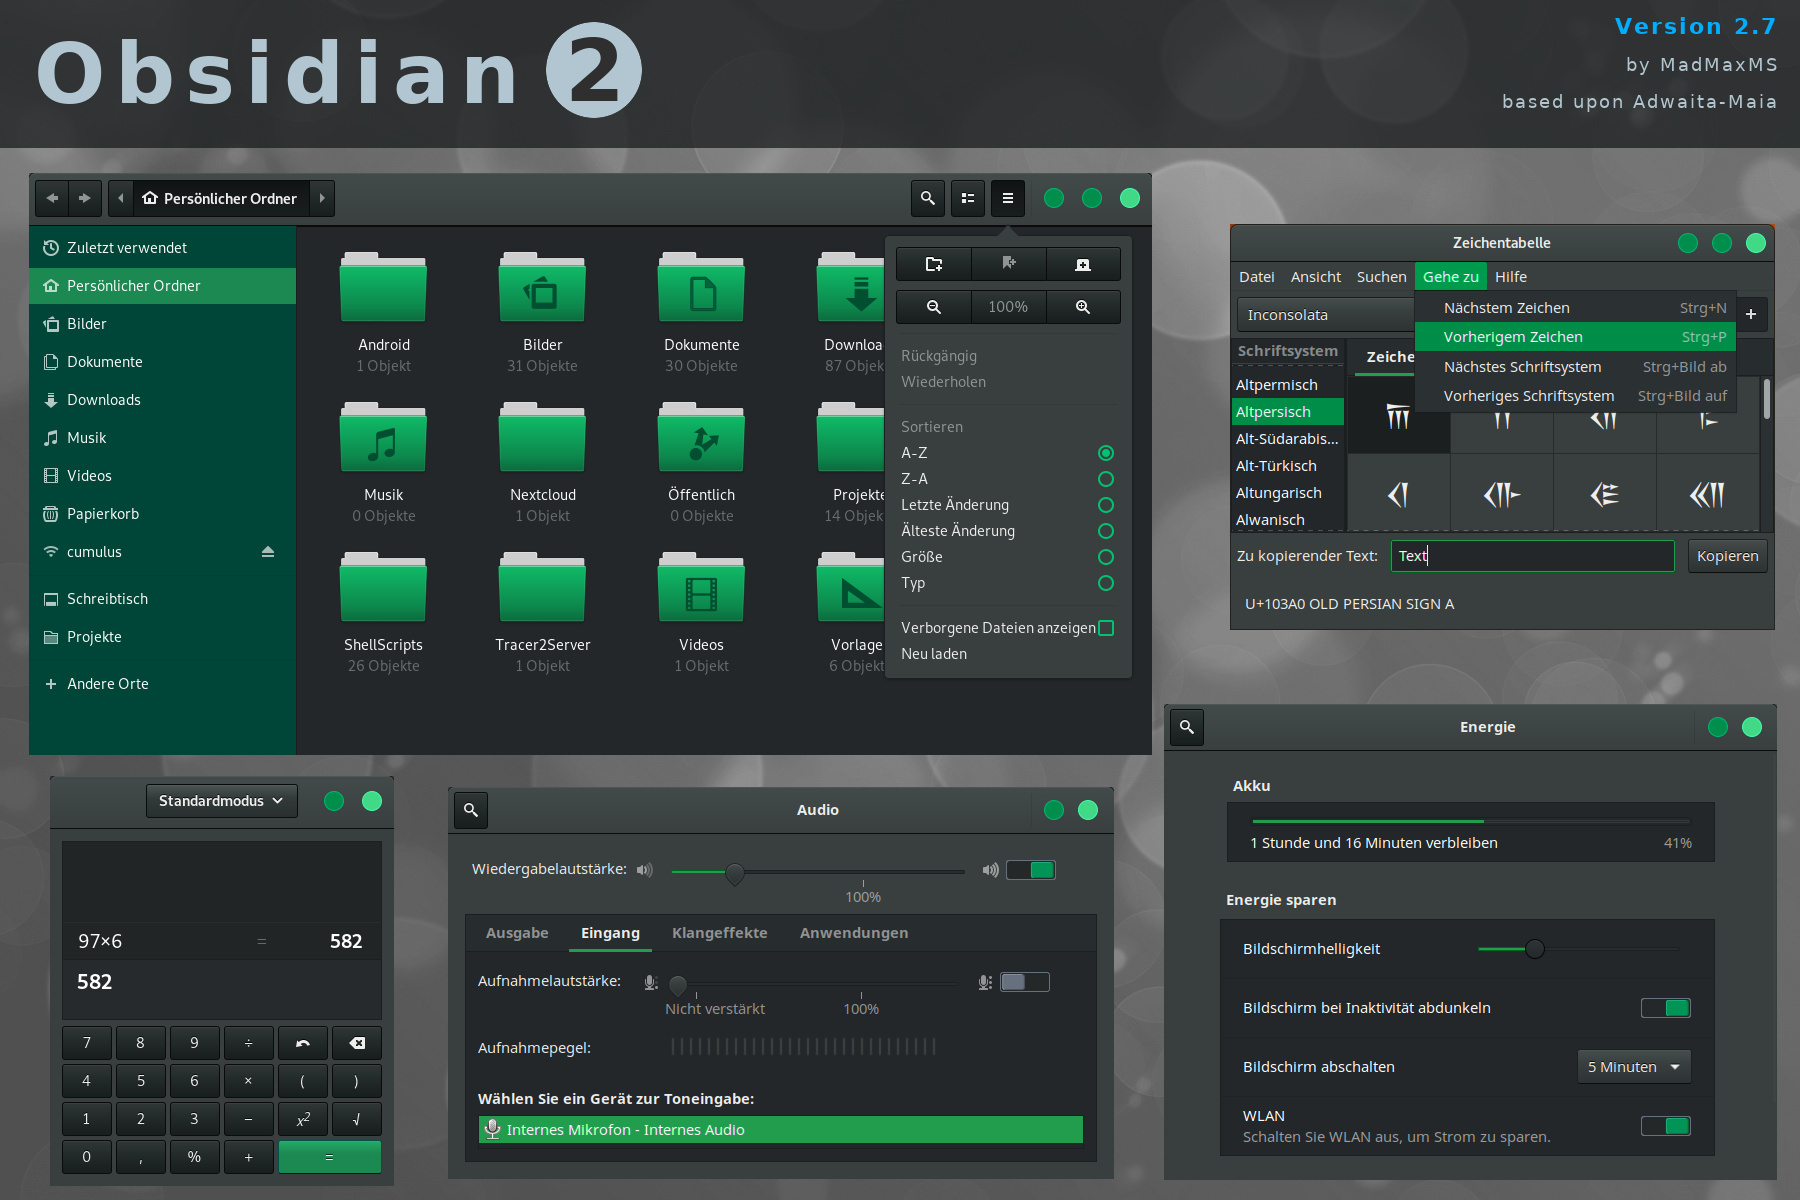 Obsidian 2
Version 2.7
by MadMaxMS
based upon Adwaita-Maia
Persönlicher Ordner
Zuletzt verwendet
Persönlicher Ordner
Bilder
Dokumente
Downloads
Musik
Videos
Papierkorb
cumulus
Schreibtisch
Projekte
Andere Orte
Android
1 Objekt
Bilder
31 Objekte
Dokumente
30 Objekte
Downloa
87 Objek
Musik
0 Objekte
Nextcloud
1 Objekt
Öffentlich
0 Objekte
Projekte
14 Objek
ShellScripts
26 Objekte
Tracer2Server
1 Objekt
Videos
1 Objekt
Vorlage
6 Objekt
100%
Rückgängig
Wiederholen
Sortieren
A-Z
Z-A
Letzte Änderung
Älteste Änderung
Größe
Typ
Verborgene Dateien anzeigen
Neu laden
Zeichentabelle
Datei Ansicht Suchen Gehe zu Hilfe
Inconsolata
+
Nächstem Zeichen Strg+N
Vorherigem Zeichen Strg+P
Nächstes Schriftsystem Strg+Bild ab
Vorheriges Schriftsystem Strg+Bild auf
Schriftsystem
Zeiche
Altpermisch
Altpersisch
Alt-Südarabis...
Alt-Türkisch
Altungarisch
Alwanisch
Zu kopierender Text: Text Kopieren
U+103A0 OLD PERSIAN SIGN A
Standardmodus
97×6 = 582
582
7 8 9 ÷
4 5 6 × ( )
1 2 3 − x² √
0 , % + =
Audio
Wiedergabelautstärke:
100%
Ausgabe Eingang Klangeffekte Anwendungen
Aufnahmelautstärke:
Nicht verstärkt 100%
Aufnahmepegel:
Wählen Sie ein Gerät zur Toneingabe:
Internes Mikrofon - Internes Audio
Energie
Akku
1 Stunde und 16 Minuten verbleiben 41%
Energie sparen
Bildschirmhelligkeit
Bildschirm bei Inaktivität abdunkeln
Bildschirm abschalten 5 Minuten
WLAN
Schalten Sie WLAN aus, um Strom zu sparen.